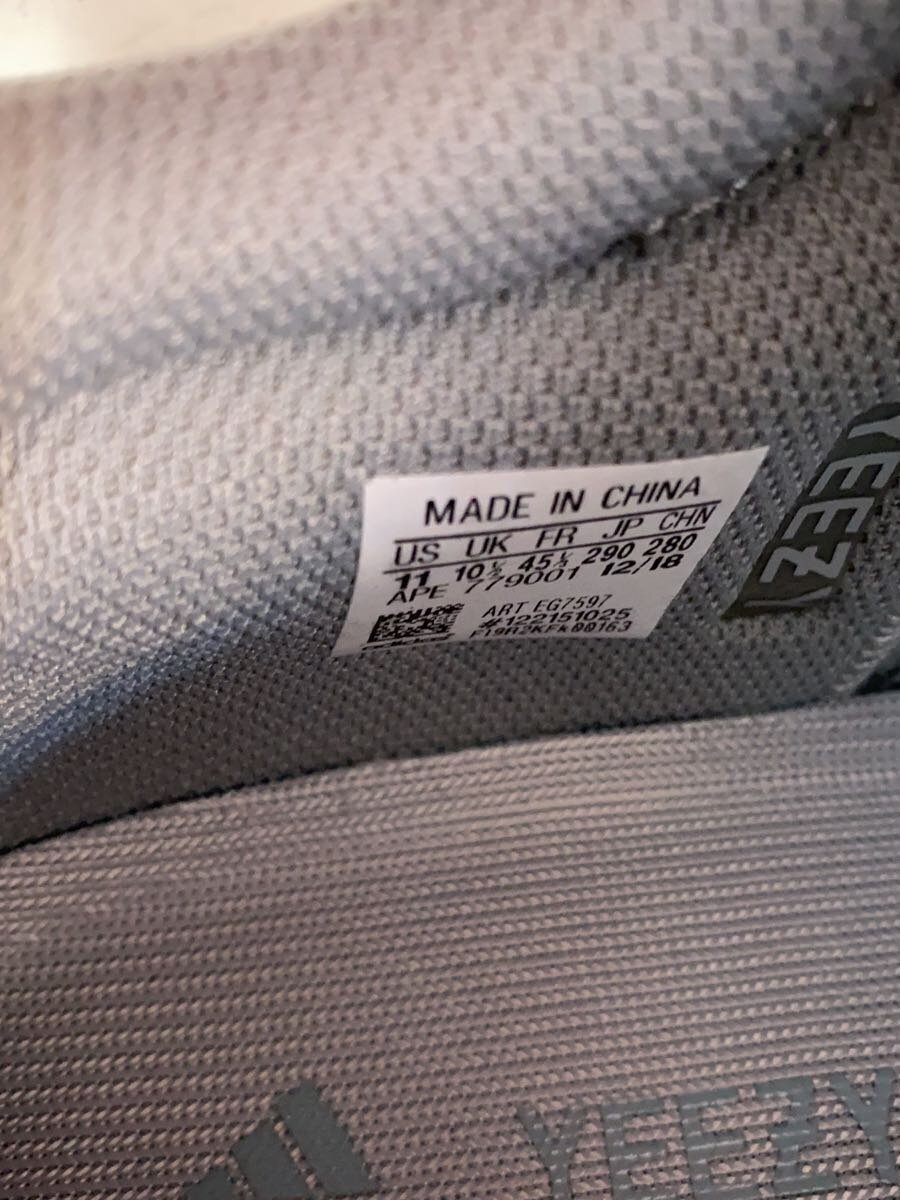 MADE IN CHINA
US UK FR JP CHN
11 10½ 45⅓ 290 280
APE 779001 12/18
ART EG7597
#122151025
YEEZY
YEEZY